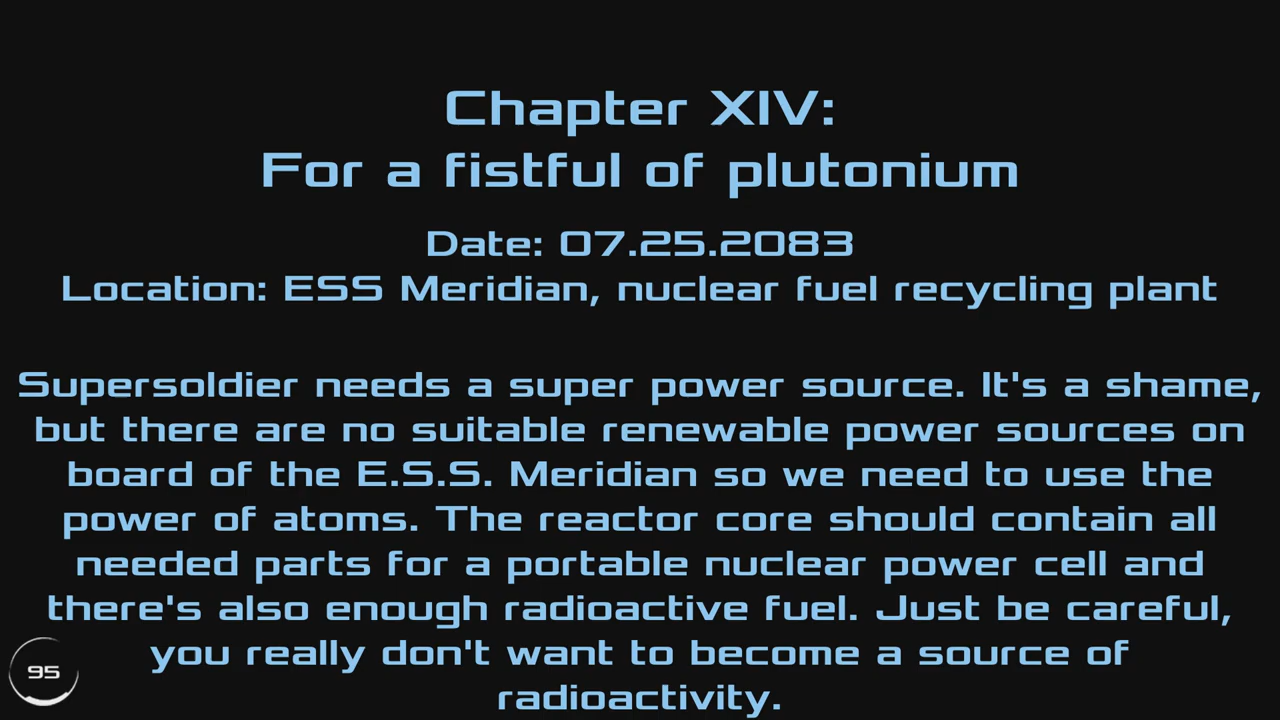 Chapter XIV:
For a fistful of plutonium
Date: 07.25.2083
Location: ESS Meridian, nuclear fuel recycling plant
Supersoldier needs a super power source. It's a shame,
but there are no suitable renewable power sources on
board of the E.S.S. Meridian so we need to use the
power of atoms. The reactor core should contain all
needed parts for a portable nuclear power cell and
there's also enough radioactive fuel. Just be careful,
you really don't want to become a source of
radioactivity.
95